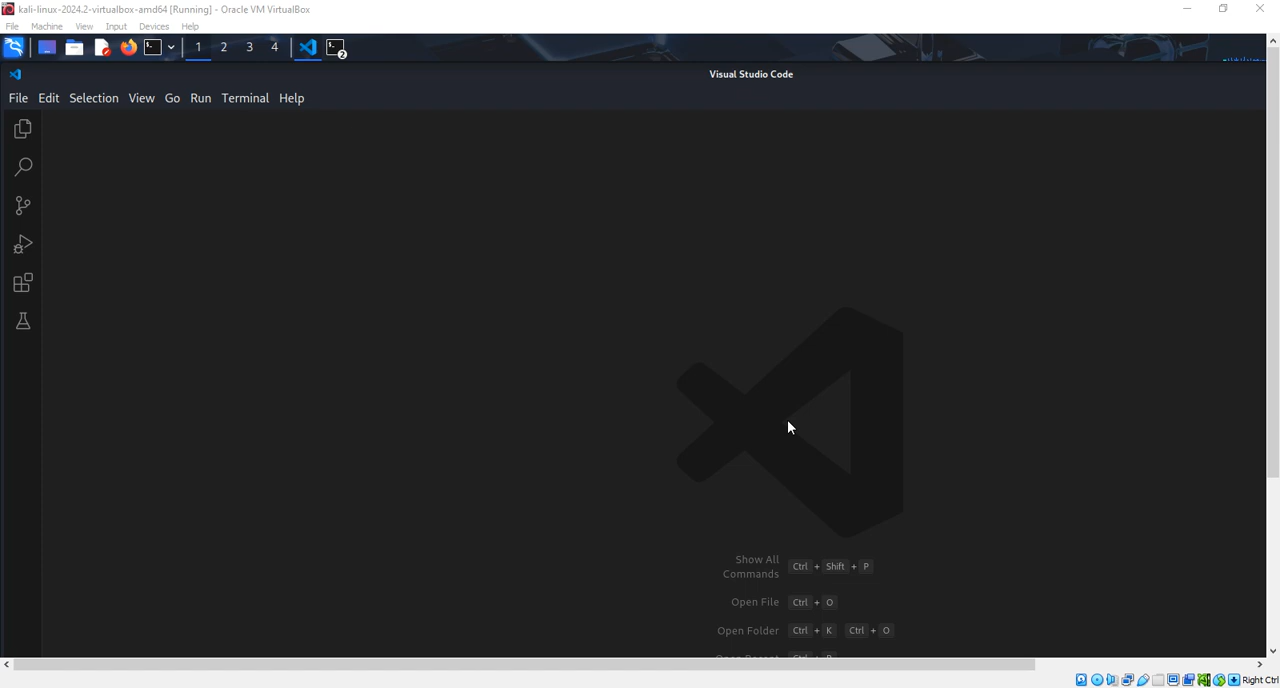 kali-linux-2024.2-virtualbox-amd64 [Running] - Oracle VM VirtualBox
File Machine View Input Devices Help
1 2 3 4 2
Visual Studio Code
File Edit Selection View Go Run Terminal Help
Show All Commands Ctrl + Shift + P
Open File Ctrl + O
Open Folder Ctrl + K Ctrl + O
Right Ctrl